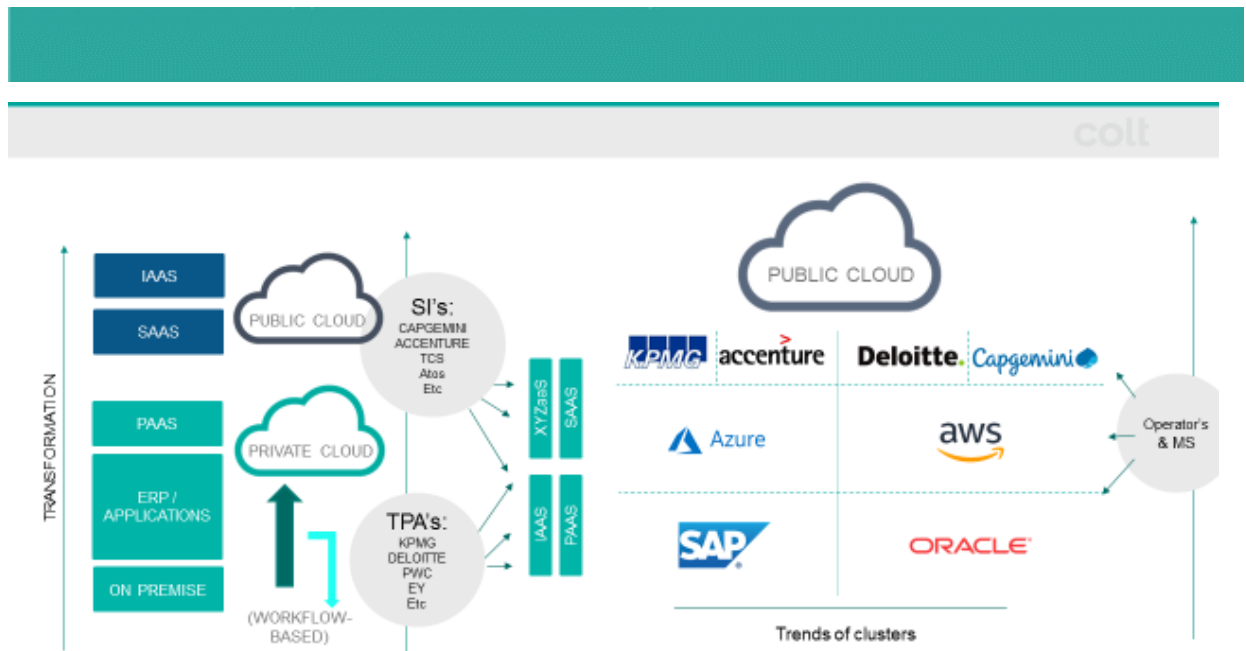 colt
TRANSFORMATION
IAAS
SAAS
PAAS
ERP /
APPLICATIONS
ON PREMISE
PUBLIC CLOUD
PRIVATE CLOUD
(WORKFLOW-
BASED)
SI's:
CAPGEMINI
ACCENTURE
TCS
Atos
Etc
TPA's:
KPMG
DELOITTE
PWC
EY
Etc
XYZaaS
SAAS
IAAS
PAAS
PUBLIC CLOUD
KPMG
accenture
Deloitte.
Capgemini
Azure
aws
SAP
ORACLE
Trends of clusters
Operator's
& MS